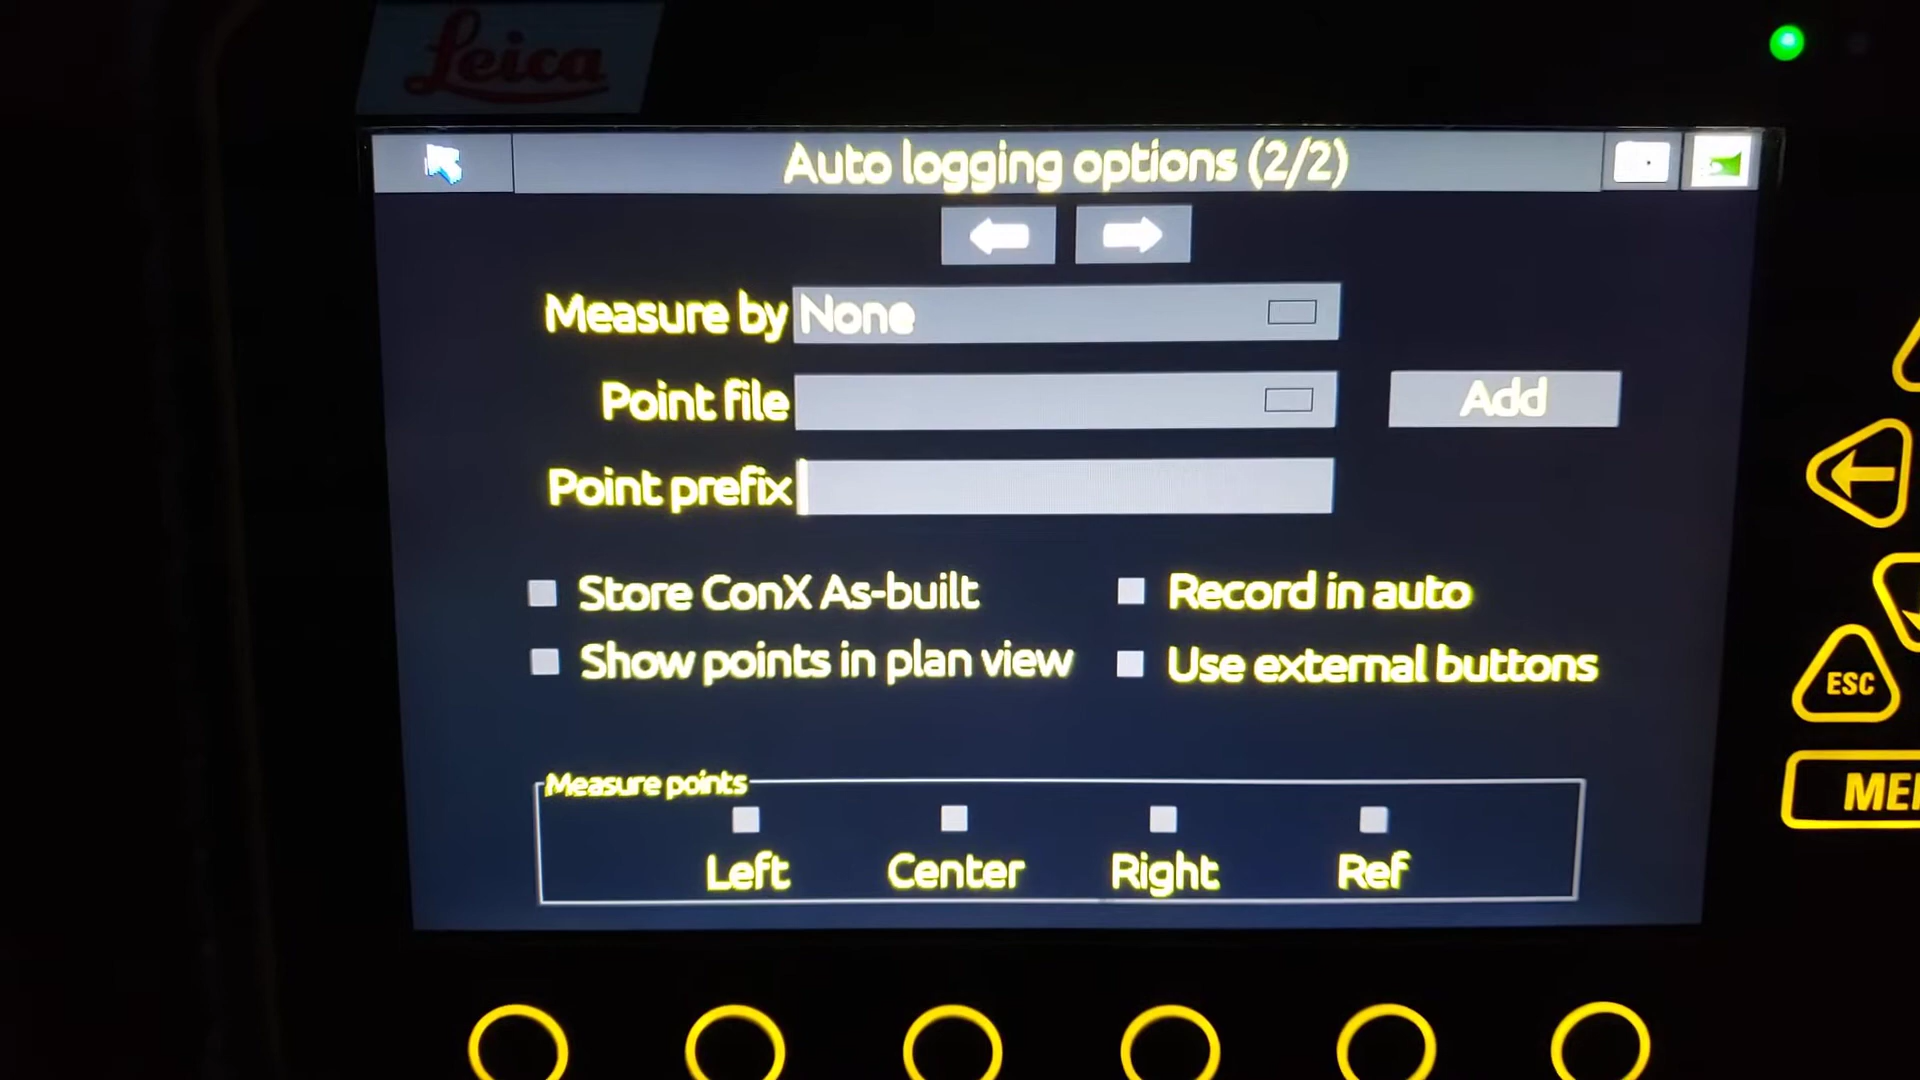 Leica
Auto logging options (2/2)
Measure by None
Point file Add
Point prefix
Store ConX As-built Record in auto
Show points in plan view Use external buttons
ESC
Measure points
Left Center Right Ref